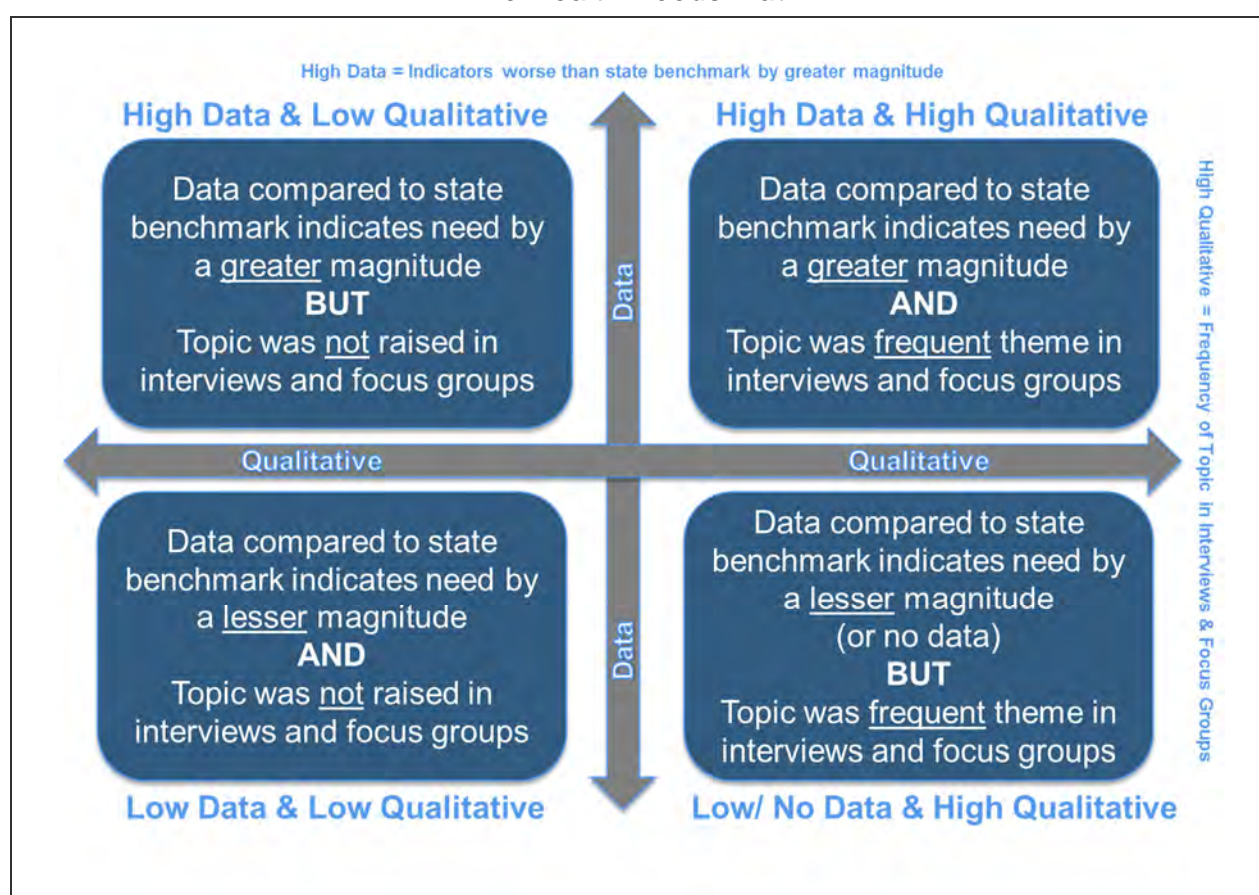 High Data = Indicators worse than state benchmark by greater magnitude
High Data & Low Qualitative
High Data & High Qualitative
Data compared to state
benchmark indicates need by
a greater magnitude
BUT
Topic was not raised in
interviews and focus groups
Data compared to state
benchmark indicates need by
a greater magnitude
AND
Topic was frequent theme in
interviews and focus groups
High Qualitative = Frequency of Topic in Interviews & Focus Groups
Data
Qualitative
Qualitative
Data
Data compared to state
benchmark indicates need by
a lesser magnitude
AND
Topic was not raised in
interviews and focus groups
Data compared to state
benchmark indicates need by
a lesser magnitude
(or no data)
BUT
Topic was frequent theme in
interviews and focus groups
Low Data & Low Qualitative
Low/ No Data & High Qualitative